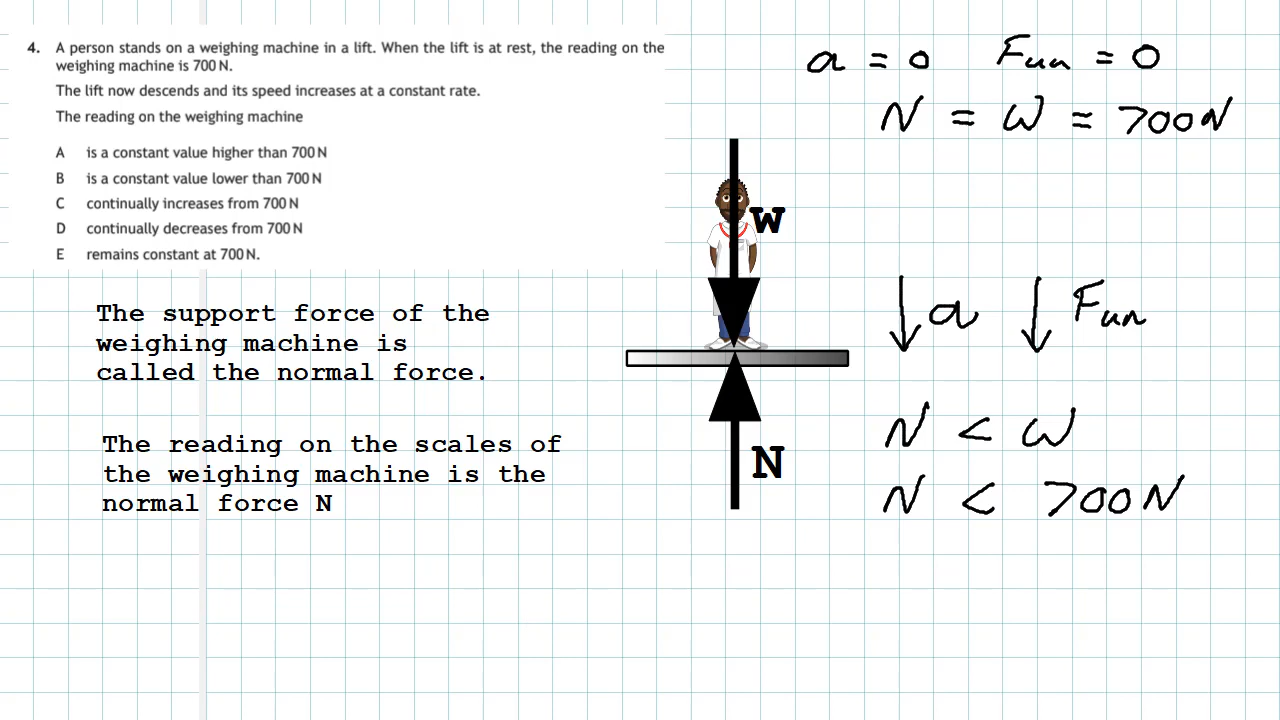 4. A person stands on a weighing machine in a lift. When the lift is at rest, the reading on the
weighing machine is 700 N.
The lift now descends and its speed increases at a constant rate.
The reading on the weighing machine
A is a constant value higher than 700 N
B is a constant value lower than 700 N
C continually increases from 700 N
D continually decreases from 700 N
E remains constant at 700 N.
The support force of the
weighing machine is
called the normal force.
The reading on the scales of
the weighing machine is the
normal force N
W
N
a = 0 Fun = 0
N = W = 700N
↓ a ↓ Fun
N < W
N < 700N